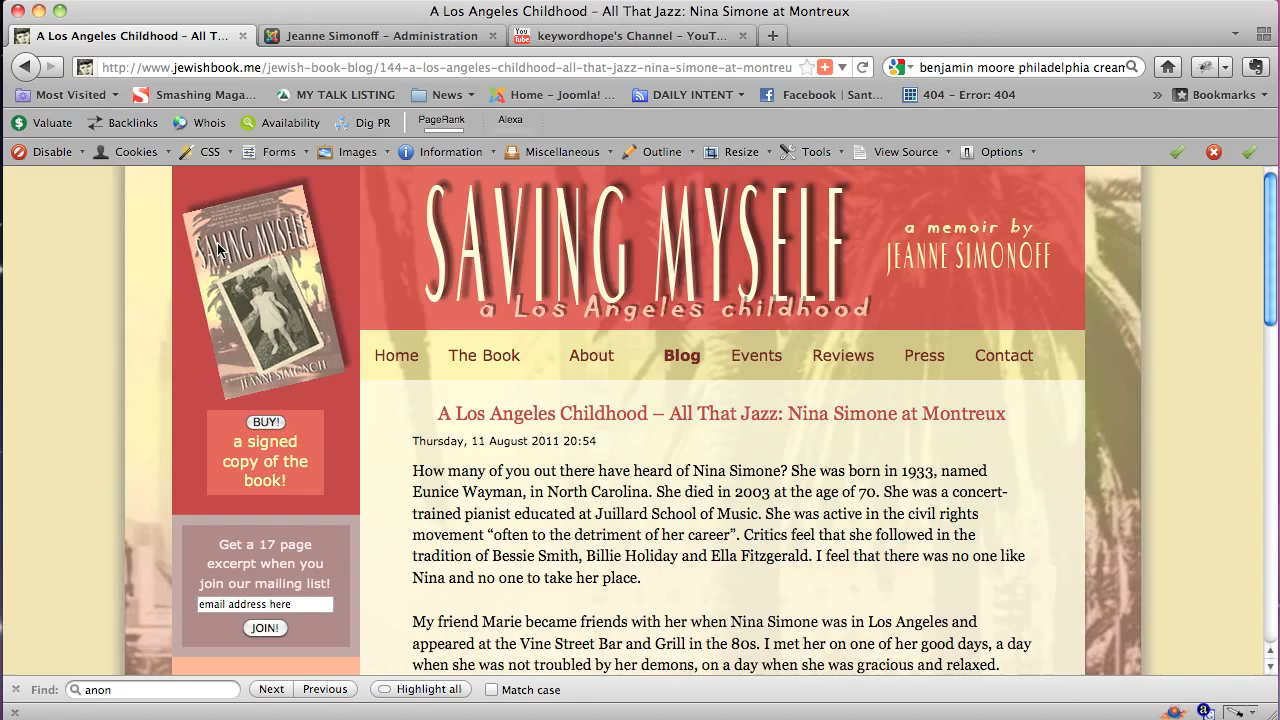 A Los Angeles Childhood – All That Jazz: Nina Simone at Montreux
A Los Angeles Childhood – All T... Jeanne Simonoff – Administration keywordhope's Channel – YouT...
http://www.jewishbook.me/jewish-book-blog/144-a-los-angeles-childhood-all-that-jazz-nina-simone-at-montreu benjamin moore philadelphia cream
Most Visited Smashing Maga... MY TALK LISTING News Home – Joomla! ... DAILY INTENT Facebook | Sant... 404 – Error: 404 » Bookmarks
Valuate Backlinks Whois Availability Dig PR PageRank Alexa
Disable Cookies CSS Forms Images Information Miscellaneous Outline Resize Tools View Source Options
SAVING MYSELF
JEANNE SIMONOFF
SAVING MYSELF
a Los Angeles childhood
a memoir by
JEANNE SIMONOFF
Home The Book About Blog Events Reviews Press Contact
BUY!
a signed
copy of the
book!
Get a 17 page
excerpt when you
join our mailing list!
email address here
JOIN!
A Los Angeles Childhood – All That Jazz: Nina Simone at Montreux
Thursday, 11 August 2011 20:54
How many of you out there have heard of Nina Simone? She was born in 1933, named
Eunice Wayman, in North Carolina. She died in 2003 at the age of 70. She was a concert-
trained pianist educated at Juillard School of Music. She was active in the civil rights
movement “often to the detriment of her career”. Critics feel that she followed in the
tradition of Bessie Smith, Billie Holiday and Ella Fitzgerald. I feel that there was no one like
Nina and no one to take her place.
My friend Marie became friends with her when Nina Simone was in Los Angeles and
appeared at the Vine Street Bar and Grill in the 80s. I met her on one of her good days, a day
when she was not troubled by her demons, on a day when she was gracious and relaxed.
Find: anon Next Previous Highlight all Match case